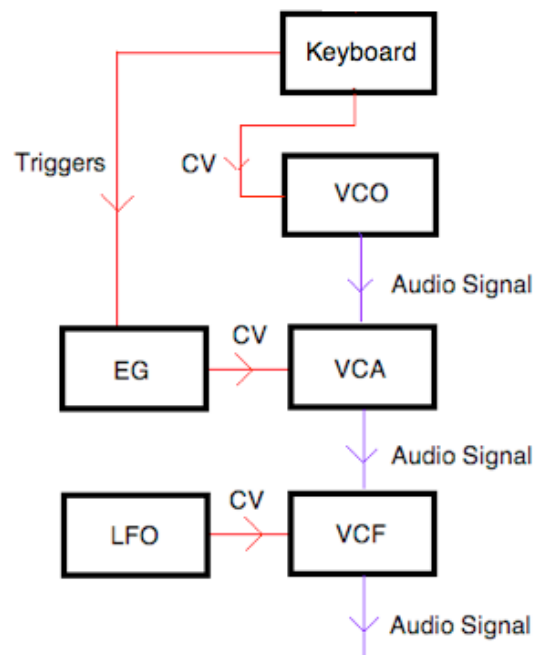 Keyboard
Triggers
CV
VCO
Audio Signal
CV
EG
VCA
Audio Signal
CV
LFO
VCF
Audio Signal